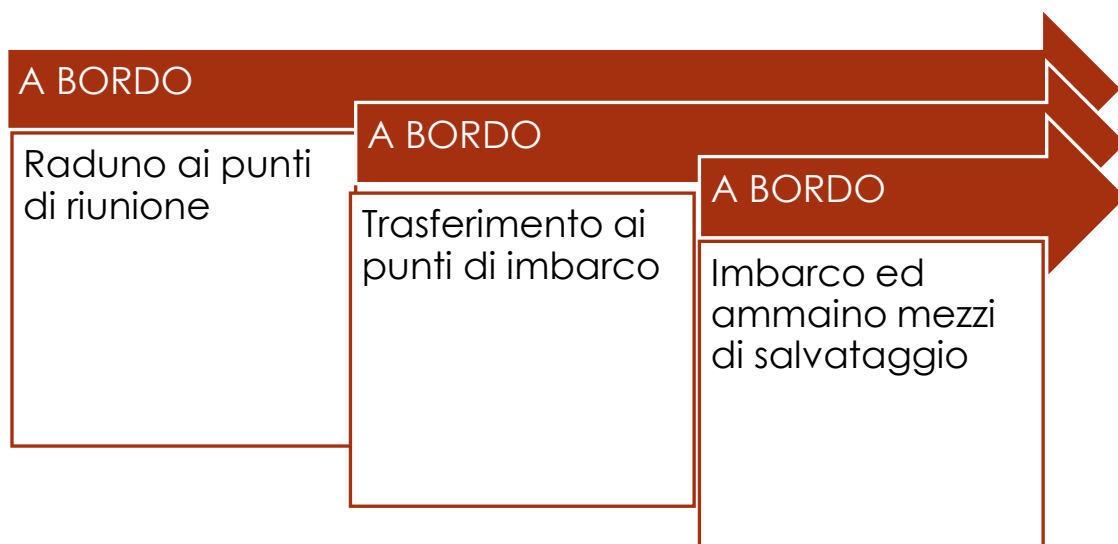 A BORDO
Raduno ai punti
di riunione
A BORDO
Trasferimento ai
punti di imbarco
A BORDO
Imbarco ed
ammaino mezzi
di salvataggio